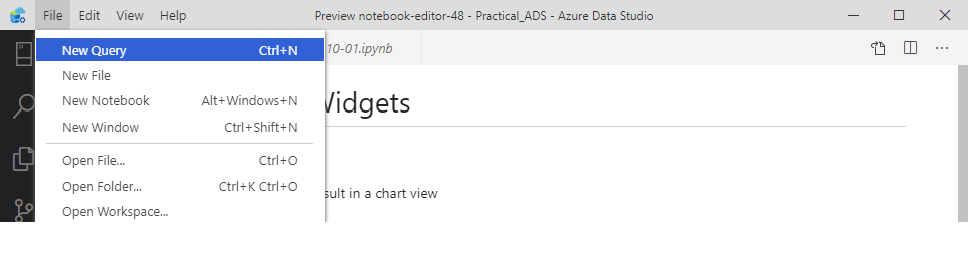 File Edit View Help Preview notebook-editor-48 - Practical_ADS - Azure Data Studio
New Query Ctrl+N
10-01.ipynb
New File
New Notebook Alt+Windows+N
Widgets
New Window Ctrl+Shift+N
Open File... Ctrl+O
Open Folder... Ctrl+K Ctrl+O
sult in a chart view
Open Workspace...